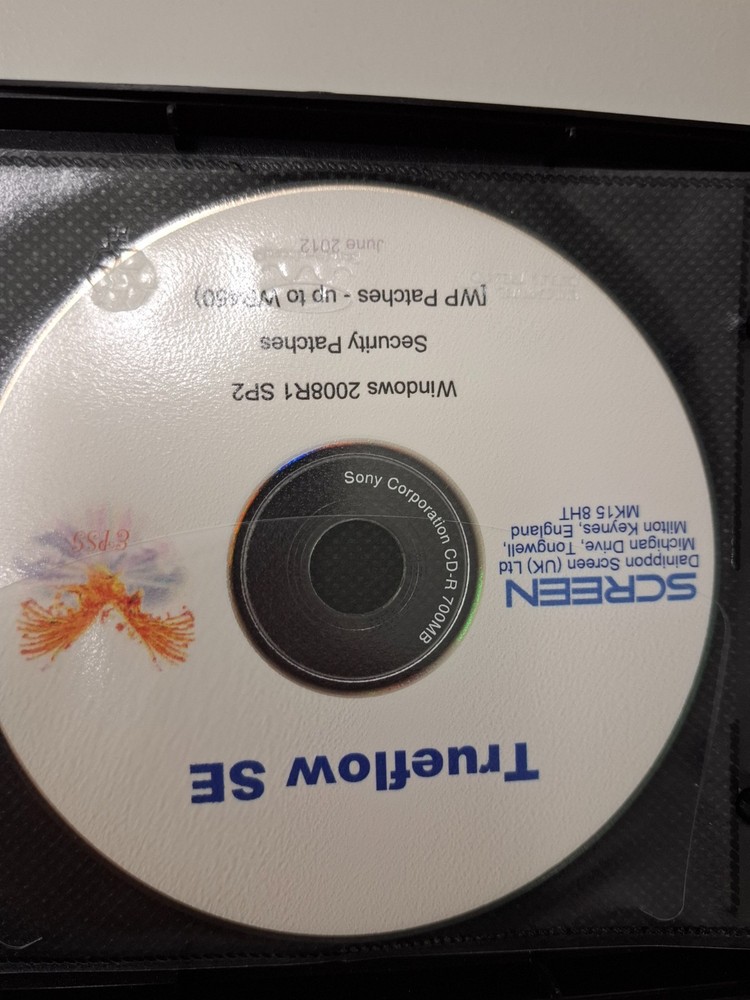 Trueflow SE
SCREEN
Dainippon Screen (UK) Ltd
Michigan Drive, Tongwell,
Milton Keynes, England
MK15 8HT
Sony Corporation CD-R 700MB
Windows 2008R1 SP2
Security Patches
[WP Patches - up to WP450)
June 2012